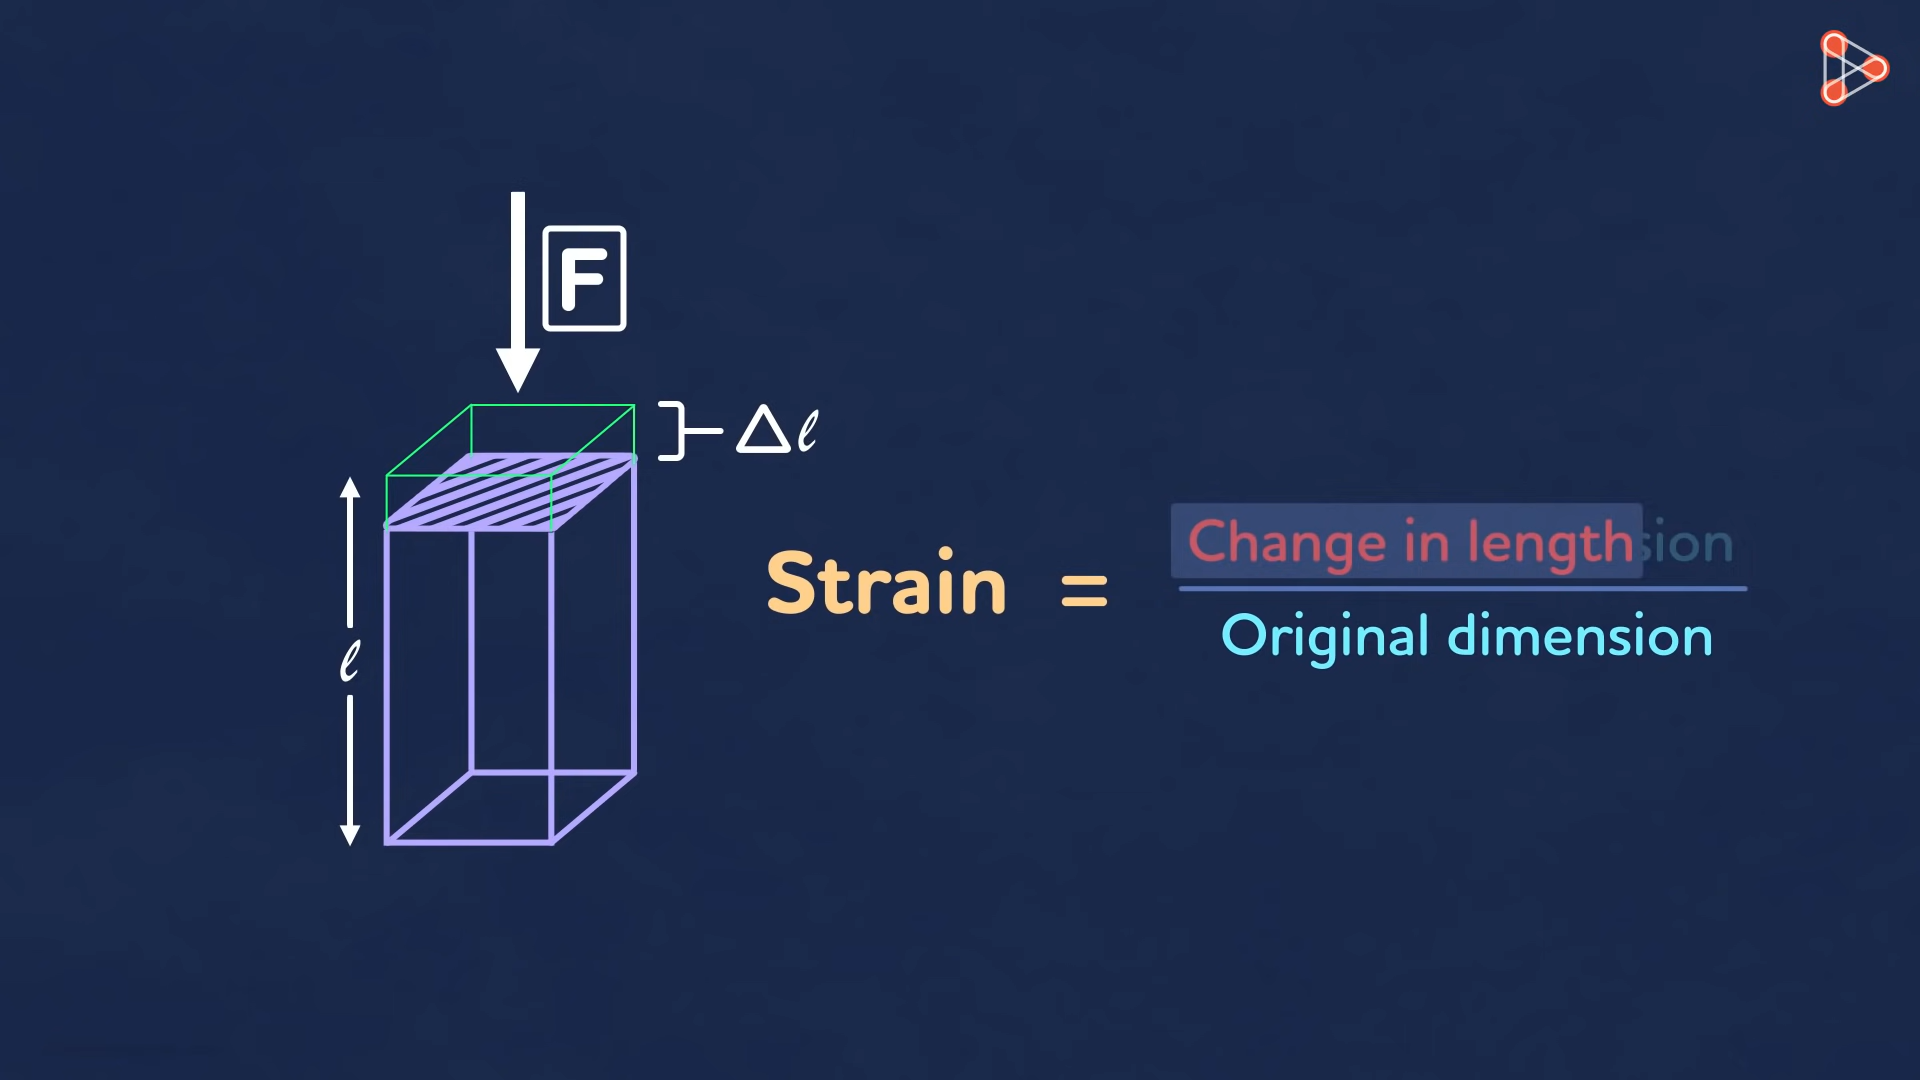 F
Δℓ
Change in length
Strain =
Original dimension
ℓ